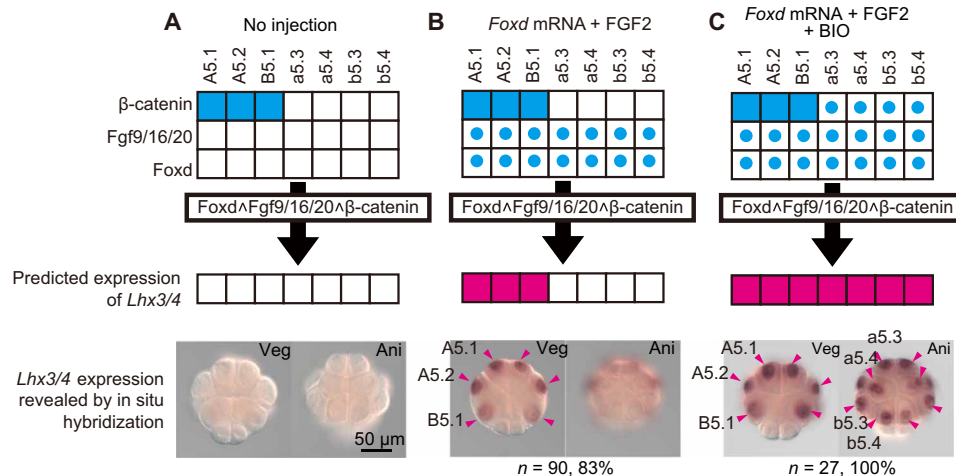 A
No injection
A5.1
A5.2
B5.1
a5.3
a5.4
b5.3
b5.4
β-catenin
Fgf9/16/20
Foxd
Foxd∧Fgf9/16/20∧β-catenin
Predicted expression
of Lhx3/4
Lhx3/4 expression
revealed by in situ
hybridization
Veg
Ani
50 µm
B
Foxd mRNA + FGF2
A5.1
A5.2
B5.1
a5.3
a5.4
b5.3
b5.4
Foxd∧Fgf9/16/20∧β-catenin
A5.1
A5.2
B5.1
Veg
Ani
n = 90, 83%
C
Foxd mRNA + FGF2
+ BIO
A5.1
A5.2
B5.1
a5.3
a5.4
b5.3
b5.4
Foxd∧Fgf9/16/20∧β-catenin
A5.1
A5.2
B5.1
Veg
a5.3
a5.4
Ani
b5.3
b5.4
n = 27, 100%